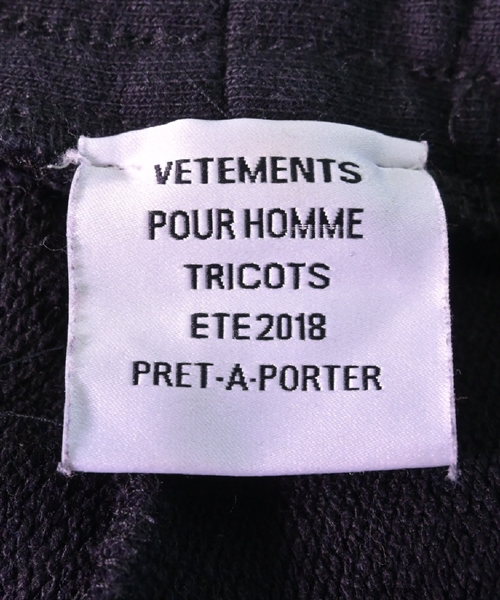 VETEMENTS
POUR HOMME
TRICOTS
ETE 2018
PRET-A-PORTER